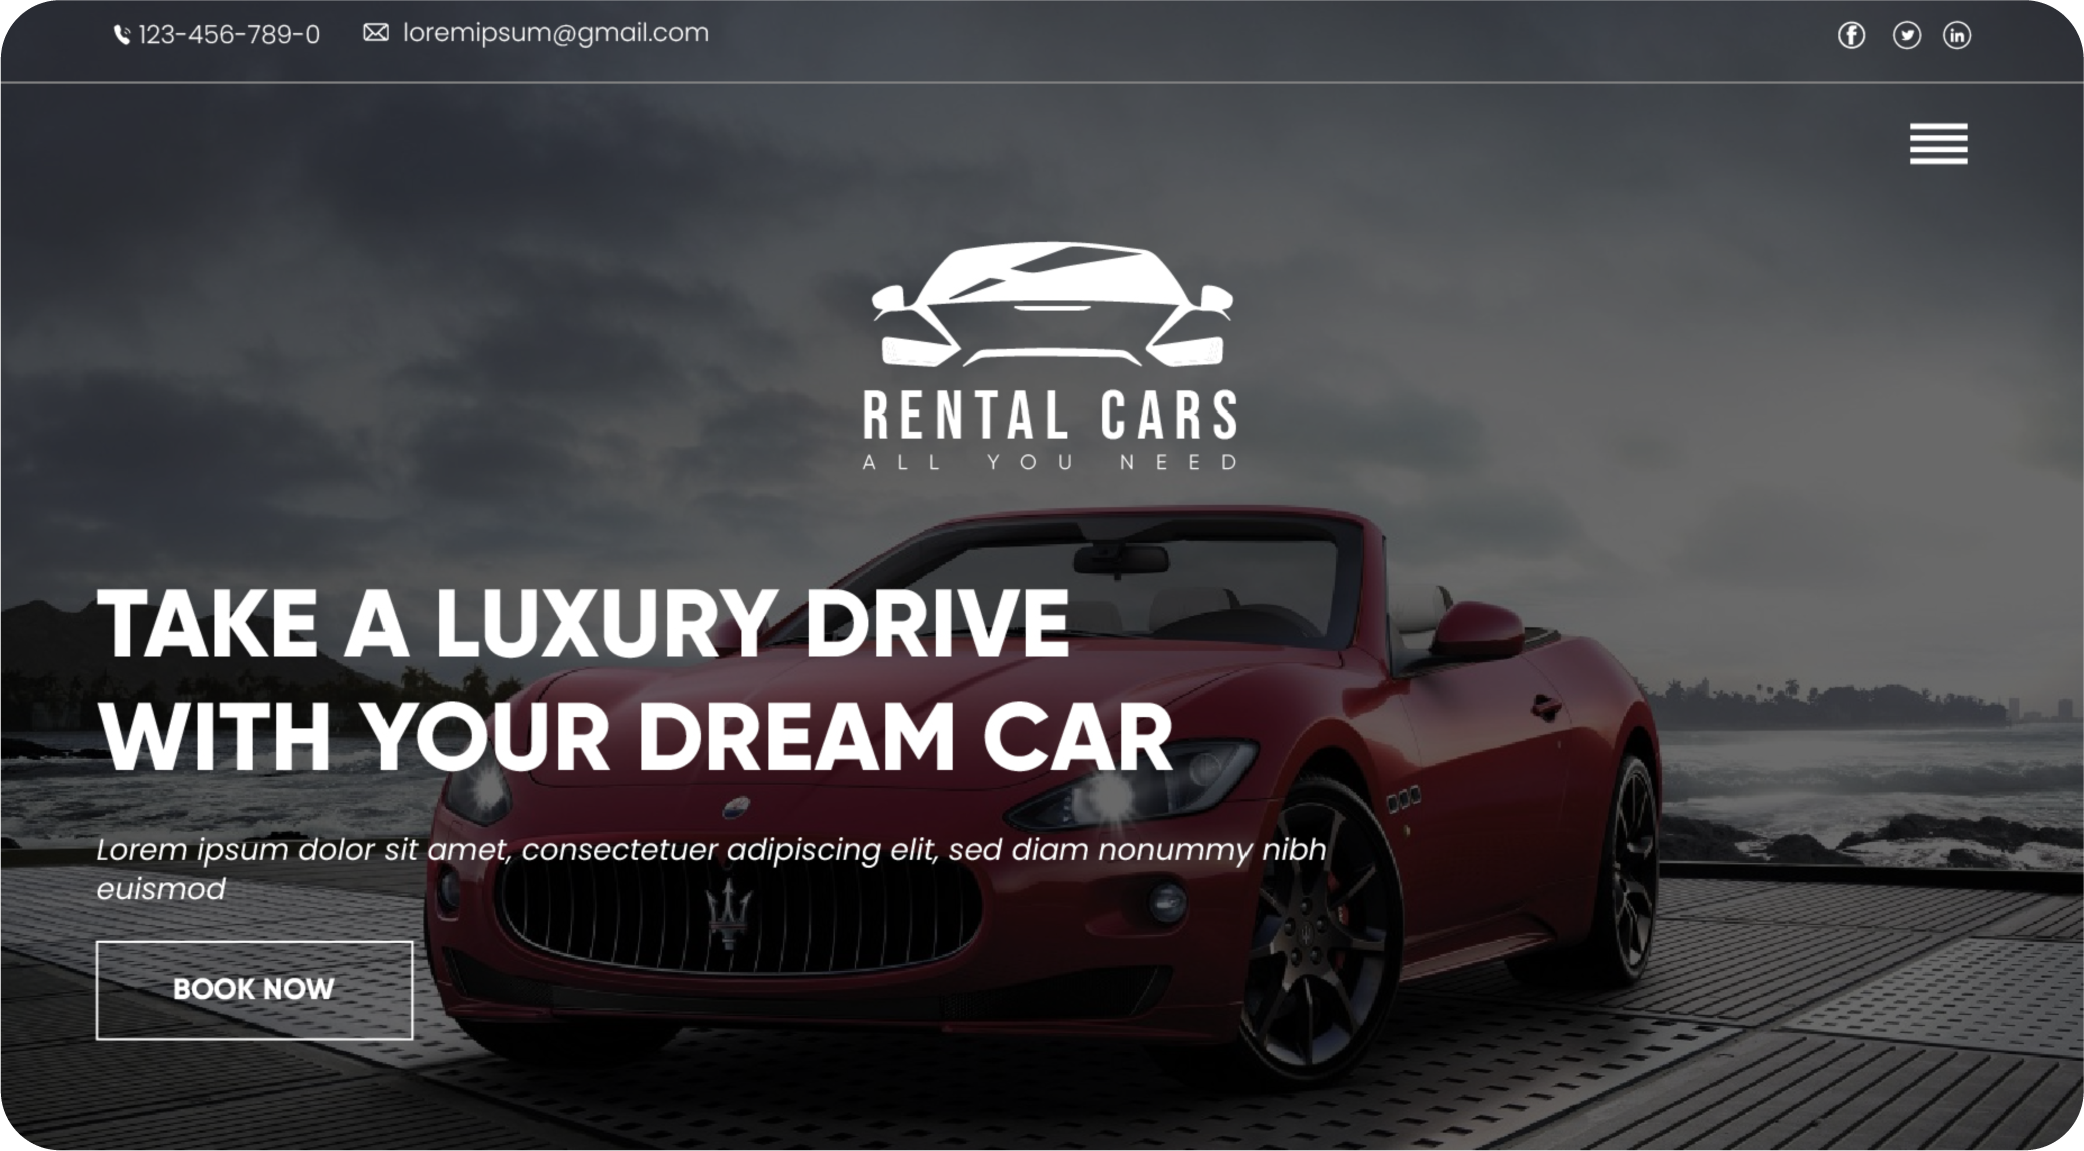 123-456-789-0 loremipsum@gmail.com
RENTAL CARS
ALL YOU NEED
TAKE A LUXURY DRIVE
WITH YOUR DREAM CAR
Lorem ipsum dolor sit amet, consectetuer adipiscing elit, sed diam nonummy nibh
euismod
BOOK NOW